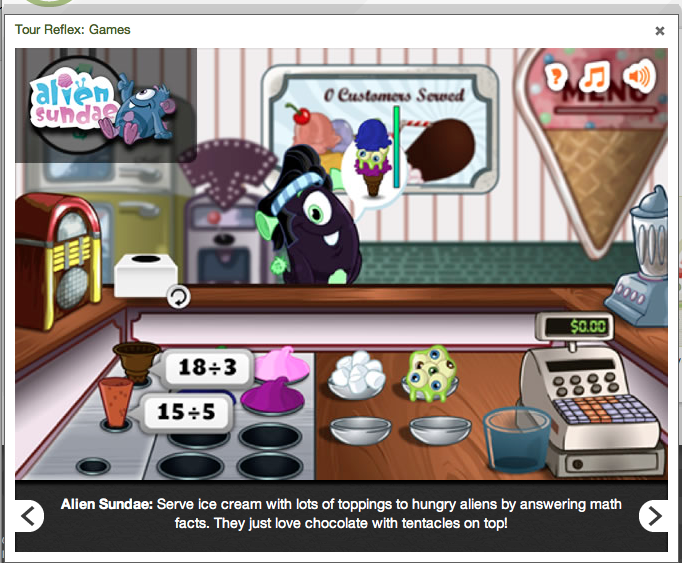 Tour Reflex: Games
alien
sundae
0 Customers Served
?
MENU
$0.00
18÷3
15÷5
Alien Sundae: Serve ice cream with lots of toppings to hungry aliens by answering math
facts. They just love chocolate with tentacles on top!